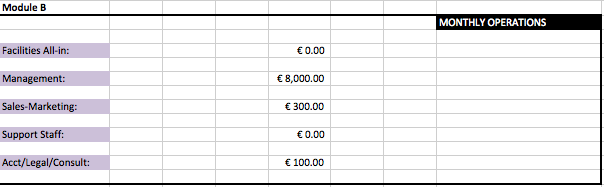 Module B
MONTHLY OPERATIONS
Facilities All-in: € 0.00
Management: € 8,000.00
Sales-Marketing: € 300.00
Support Staff: € 0.00
Acct/Legal/Consult: € 100.00